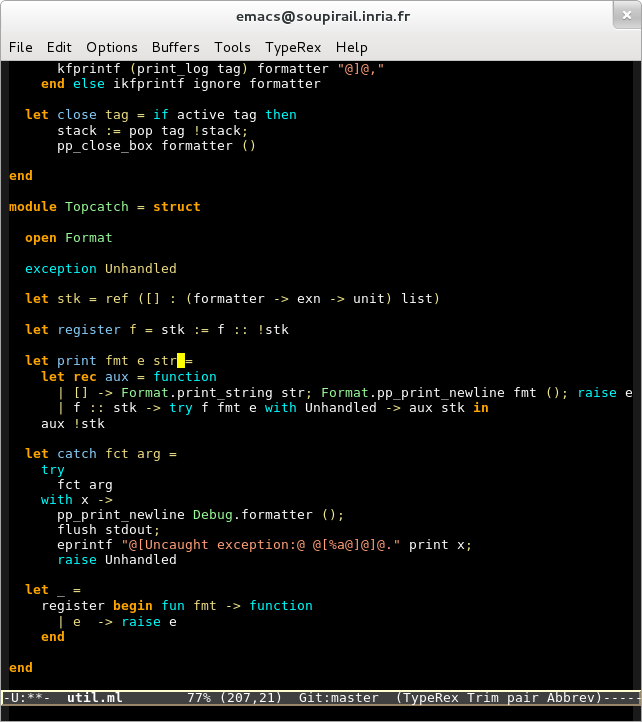 emacs@soupirail.inria.fr
File Edit Options Buffers Tools TypeRex Help
      kfprintf (print_log tag) formatter "@]@,"
    end else ikfprintf ignore formatter
  let close tag = if active tag then
      stack := pop tag !stack;
      pp_close_box formatter ()
end
module Topcatch = struct
  open Format
  exception Unhandled
  let stk = ref ([] : (formatter -> exn -> unit) list)
  let register f = stk := f :: !stk
  let print fmt e str =
    let rec aux = function
      | [] -> Format.print_string str; Format.pp_print_newline fmt (); raise e
      | f :: stk -> try f fmt e with Unhandled -> aux stk in
    aux !stk
  let catch fct arg =
    try
      fct arg
    with x ->
      pp_print_newline Debug.formatter ();
      flush stdout;
      eprintf "@[Uncaught exception:@ @[%a@]@]@." print x;
      raise Unhandled
  let _ =
    register begin fun fmt -> function
      | e  -> raise e
    end
end
-U:**-  util.ml        77% (207,21)  Git:master  (TypeRex Trim pair Abbrev)-----